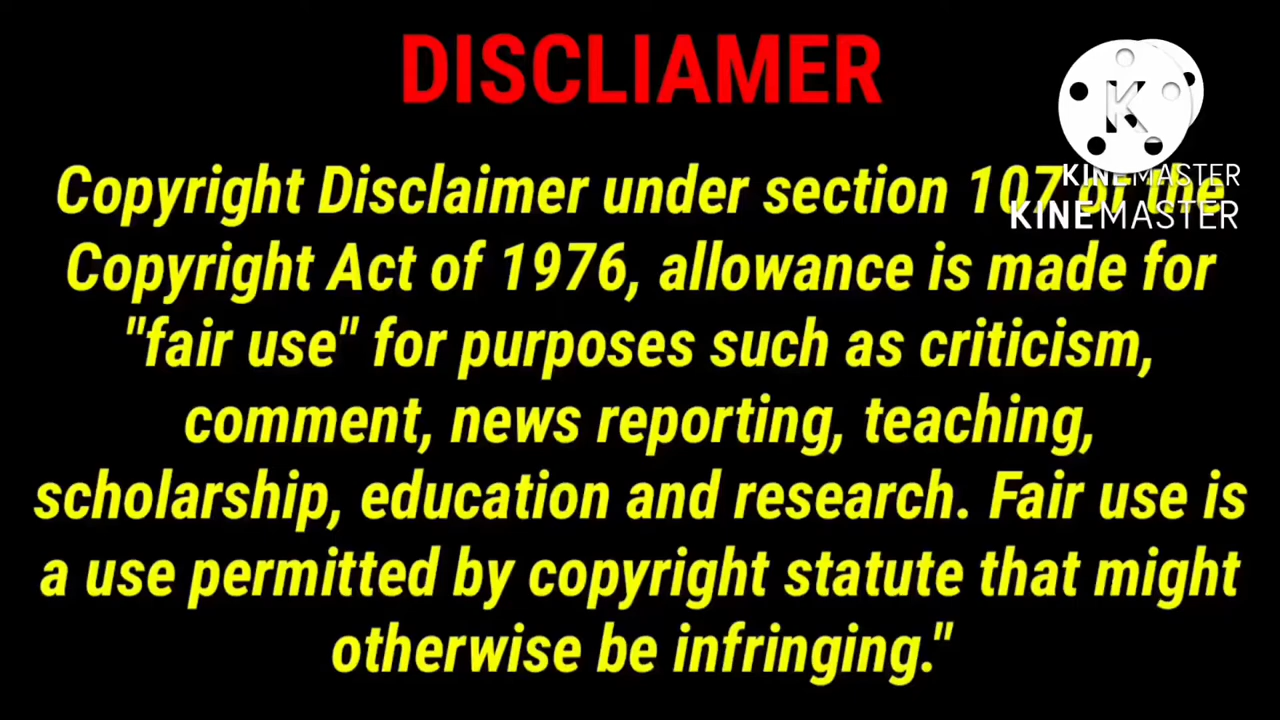 DISCLIAMER
K
KINEMASTER
KINEMASTER
Copyright Disclaimer under section 107 of the
Copyright Act of 1976, allowance is made for
"fair use" for purposes such as criticism,
comment, news reporting, teaching,
scholarship, education and research. Fair use is
a use permitted by copyright statute that might
otherwise be infringing."